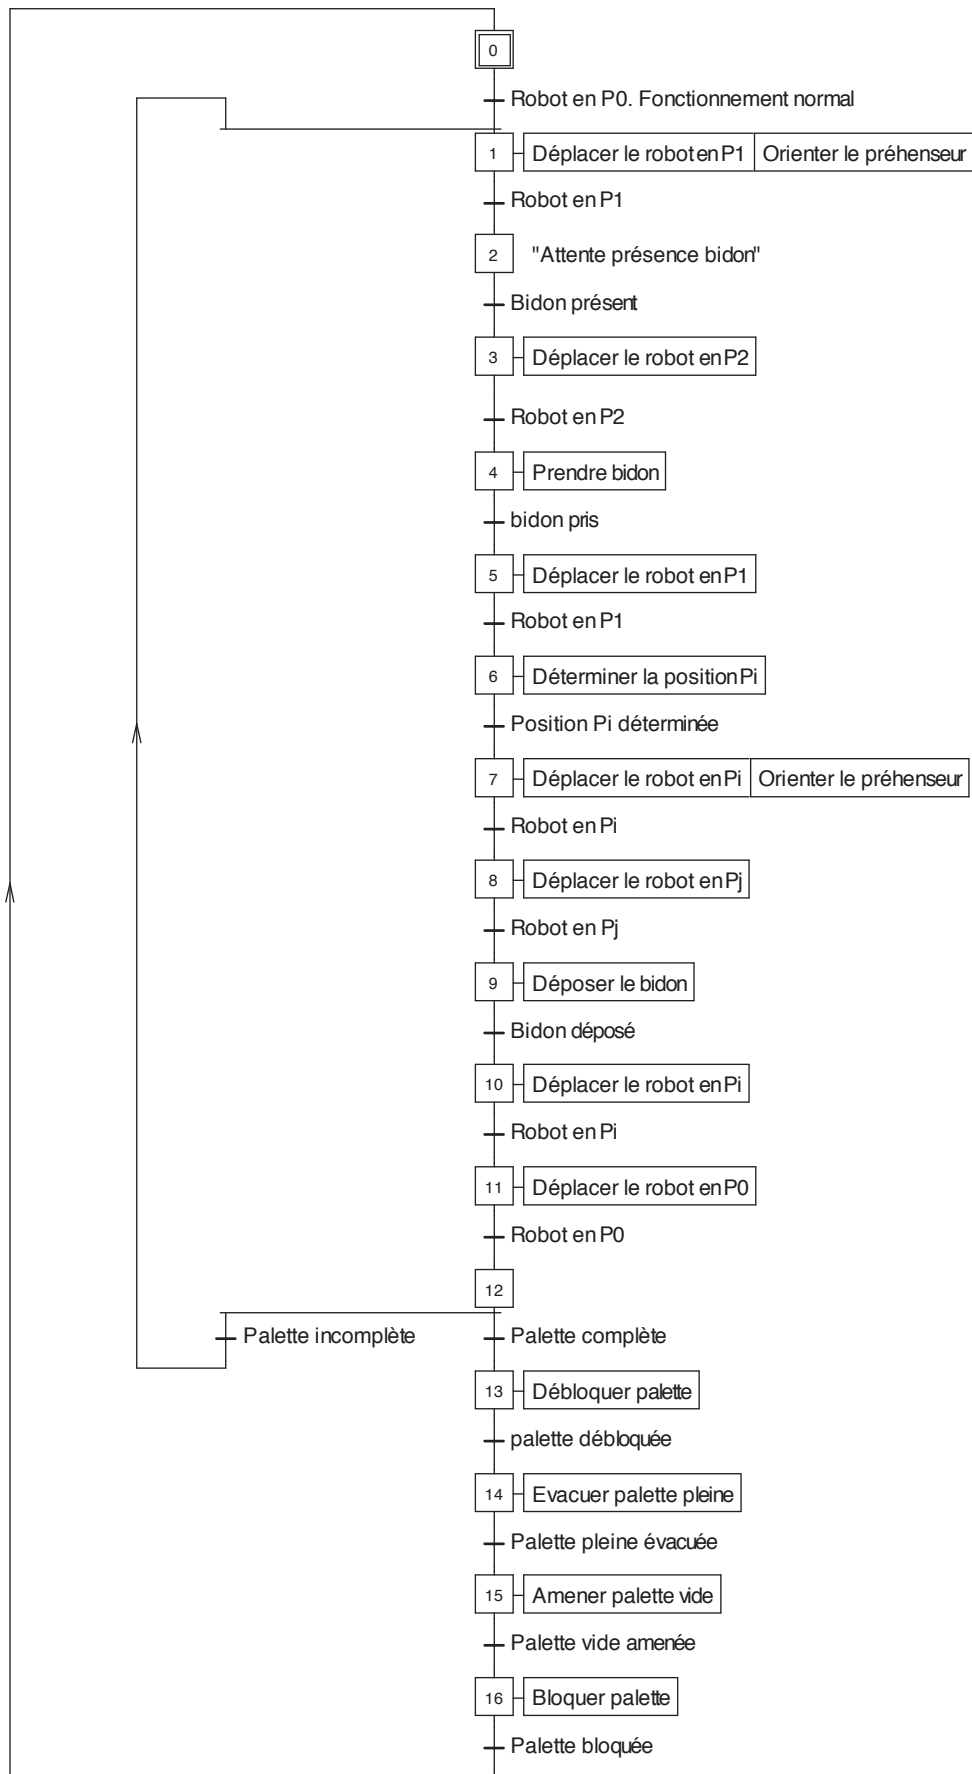 0
Robot en P0. Fonctionnement normal
1 Déplacer le robot en P1 Orienter le préhenseur
Robot en P1
2 "Attente présence bidon"
Bidon présent
3 Déplacer le robot en P2
Robot en P2
4 Prendre bidon
bidon pris
5 Déplacer le robot en P1
Robot en P1
6 Déterminer la position Pi
Position Pi déterminée
7 Déplacer le robot en Pi Orienter le préhenseur
Robot en Pi
8 Déplacer le robot en Pj
Robot en Pj
9 Déposer le bidon
Bidon déposé
10 Déplacer le robot en Pi
Robot en Pi
11 Déplacer le robot en P0
Robot en P0
12
Palette incomplète Palette complète
13 Débloquer palette
palette débloquée
14 Evacuer palette pleine
Palette pleine évacuée
15 Amener palette vide
Palette vide amenée
16 Bloquer palette
Palette bloquée